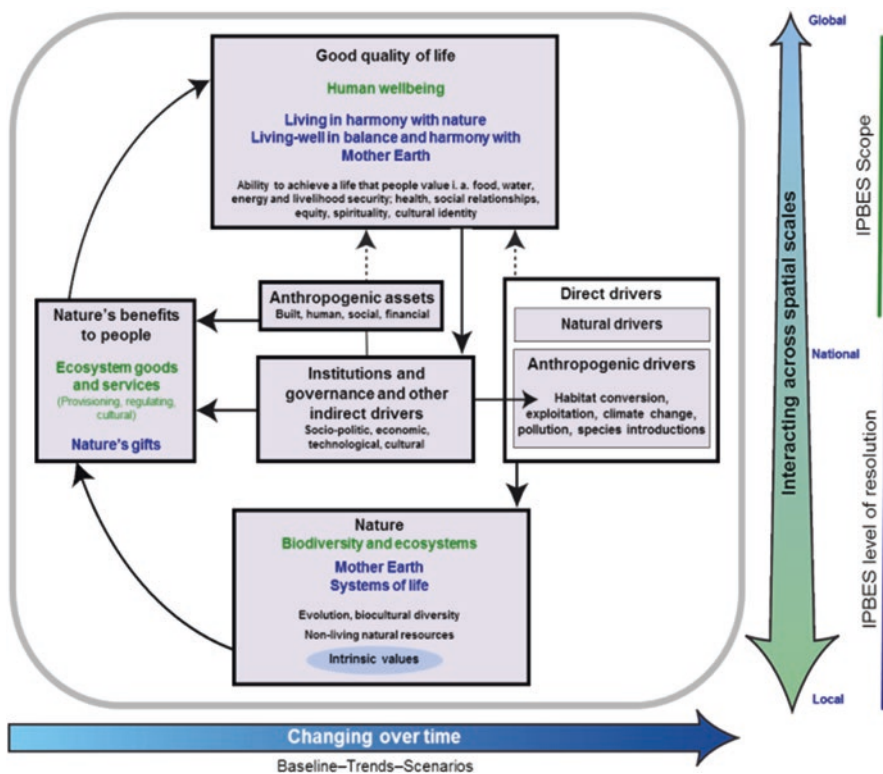 Good quality of life
Human wellbeing
Living in harmony with nature
Living-well in balance and harmony with
Mother Earth
Ability to achieve a life that people value i. a. food, water,
energy and livelihood security; health, social relationships,
equity, spirituality, cultural identity
Nature's benefits
to people
Ecosystem goods
and services
(Provisioning, regulating,
cultural)
Nature's gifts
Anthropogenic assets
Built, human, social, financial
Institutions and
governance and other
indirect drivers
Socio-politic, economic,
technological, cultural
Direct drivers
Natural drivers
Anthropogenic drivers
Habitat conversion,
exploitation, climate change,
pollution, species introductions
Nature
Biodiversity and ecosystems
Mother Earth
Systems of life
Evolution, biocultural diversity
Non-living natural resources
Intrinsic values
Changing over time
Baseline–Trends–Scenarios
Global
Interacting across spatial scales
National
Local
IPBES Scope
IPBES level of resolution